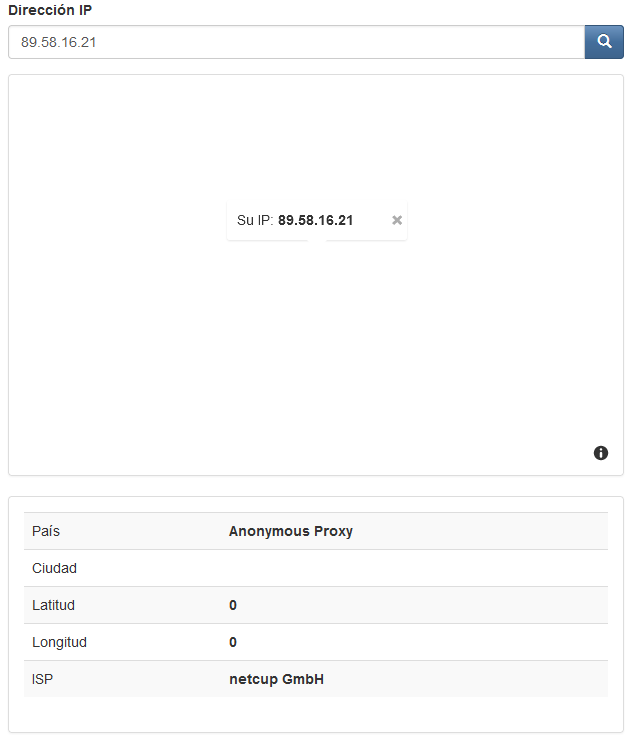 Dirección IP
89.58.16.21
Su IP: 89.58.16.21 ×
País Anonymous Proxy
Ciudad
Latitud 0
Longitud 0
ISP netcup GmbH